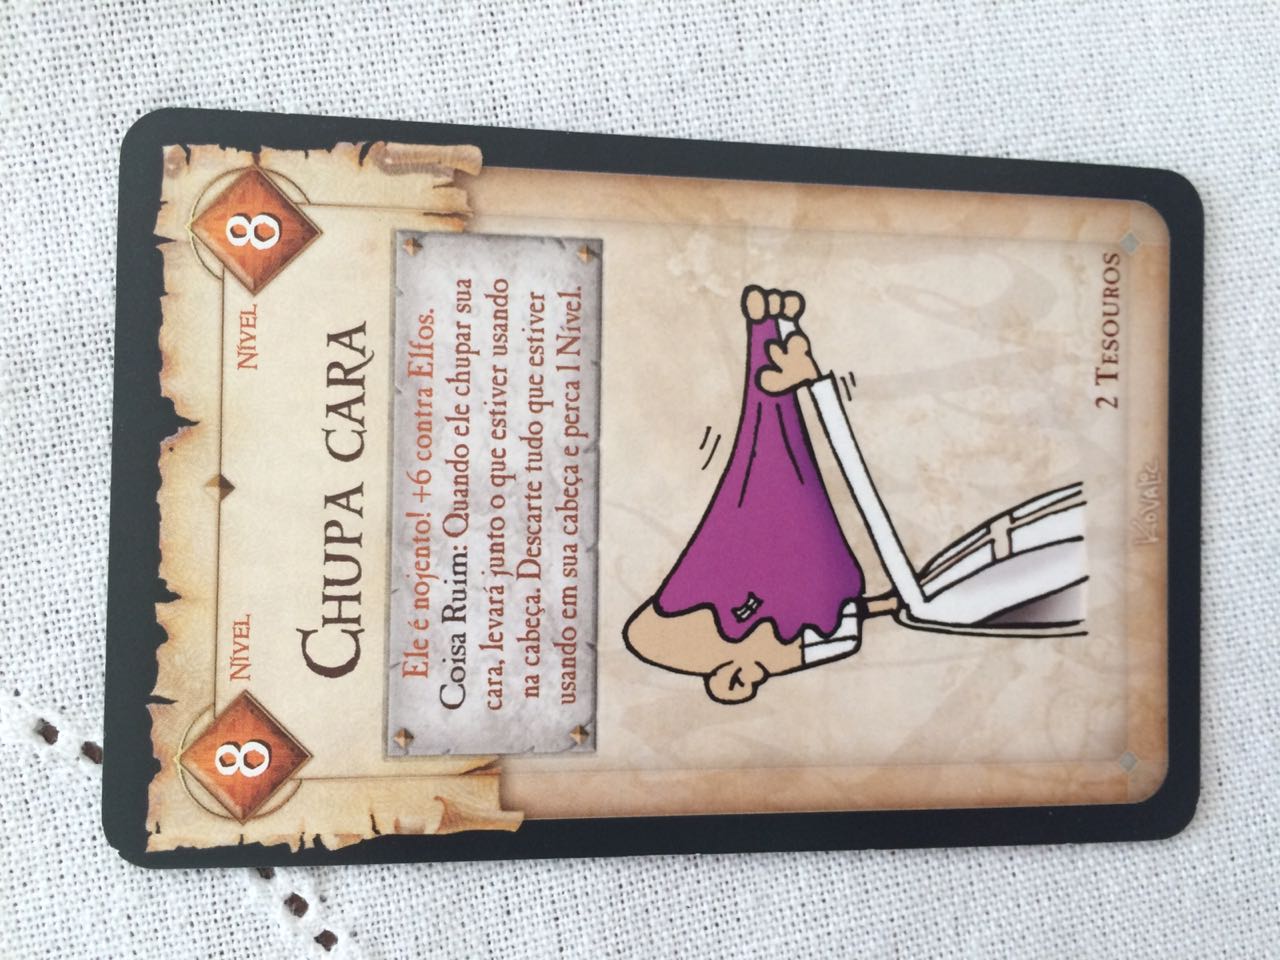 8 Nível Nível 8
Chupa cara
Ele é nojento! +6 contra Elfos.
Coisa Ruim: Quando ele chupar sua
cara, levará junto o que estiver usando
na cabeça. Descarte tudo que estiver
usando em sua cabeça e perca 1 Nível.
2 Tesouros
Kovalic